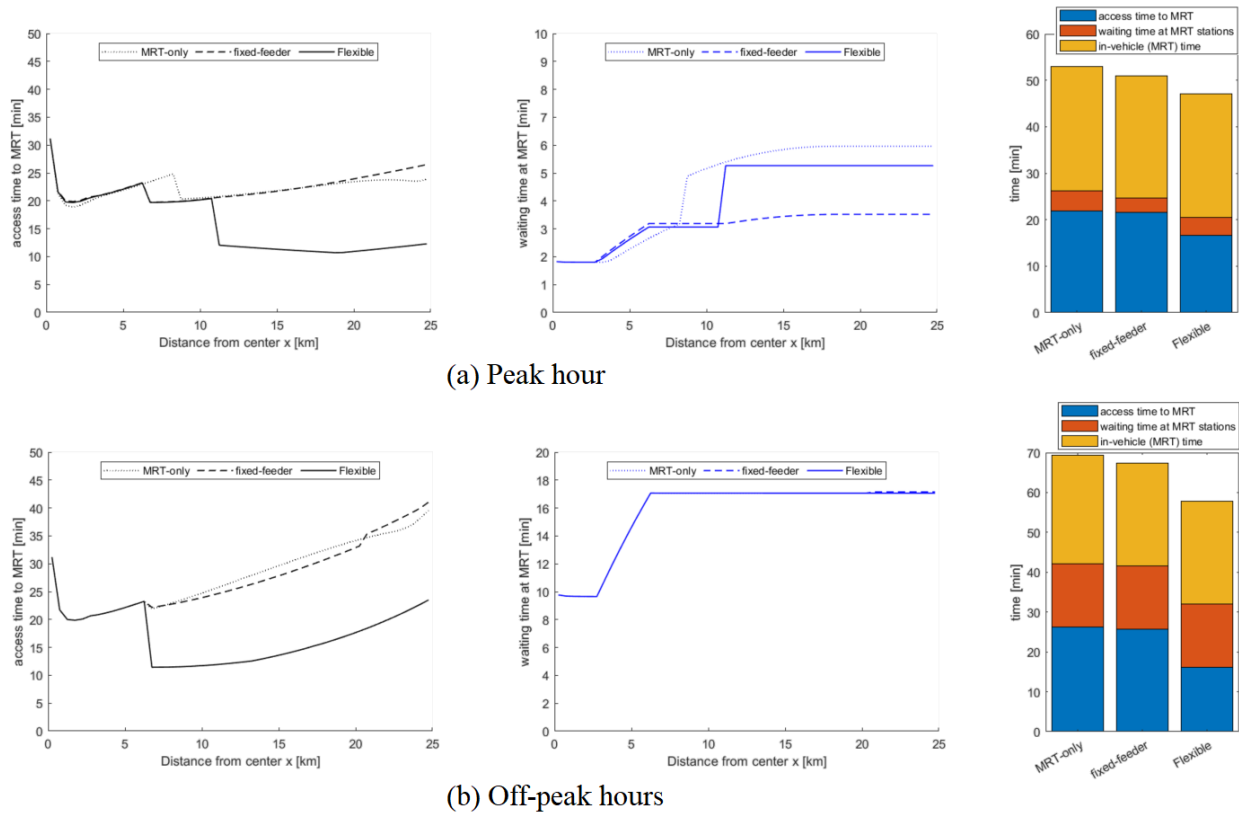 50
45
40
35
30
25
20
15
10
5
0
access time to MRT [min]
MRT-only fixed-feeder Flexible
0 5 10 15 20 25
Distance from center x [km]
10
9
8
7
6
5
4
3
2
1
0
waiting time at MRT [min]
MRT-only fixed-feeder Flexible
0 5 10 15 20 25
Distance from center x [km]
access time to MRT
waiting time at MRT stations
in-vehicle (MRT) time
60
50
40
30
20
10
0
time [min]
MRT-only fixed-feeder Flexible
(a) Peak hour
50
45
40
35
30
25
20
15
10
5
0
access time to MRT [min]
MRT-only fixed-feeder Flexible
0 5 10 15 20 25
Distance from center x [km]
20
18
16
14
12
10
8
6
4
2
0
waiting time at MRT [min]
MRT-only fixed-feeder Flexible
0 5 10 15 20 25
Distance from center x [km]
access time to MRT
waiting time at MRT stations
in-vehicle (MRT) time
70
60
50
40
30
20
10
0
time [min]
MRT-only fixed-feeder Flexible
(b) Off-peak hours